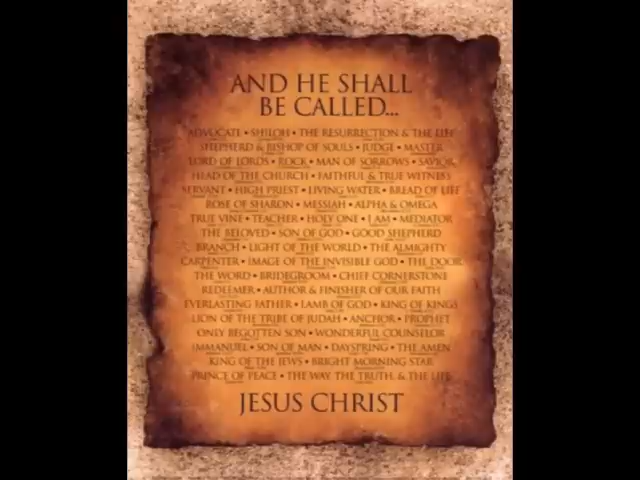 AND HE SHALL
BE CALLED...
ADVOCATE • SHILOH • THE RESURRECTION & THE LIFE
SHEPHERD & BISHOP OF SOULS • JUDGE • MASTER
LORD OF LORDS • ROCK • MAN OF SORROWS • SAVIOR
HEAD OF THE CHURCH • FAITHFUL & TRUE WITNESS
SERVANT • HIGH PRIEST • LIVING WATER • BREAD OF LIFE
ROSE OF SHARON • MESSIAH • ALPHA & OMEGA
TRUE VINE • TEACHER • HOLY ONE • I AM • MEDIATOR
THE BELOVED • SON OF GOD • GOOD SHEPHERD
BRANCH • LIGHT OF THE WORLD • THE ALMIGHTY
CARPENTER • IMAGE OF THE INVISIBLE GOD • THE DOOR
THE WORD • BRIDEGROOM • CHIEF CORNERSTONE
REDEEMER • AUTHOR & FINISHER OF OUR FAITH
EVERLASTING FATHER • LAMB OF GOD • KING OF KINGS
LION OF THE TRIBE OF JUDAH • ANCHOR • PROPHET
ONLY BEGOTTEN SON • WONDERFUL COUNSELOR
IMMANUEL • SON OF MAN • DAYSPRING • THE AMEN
KING OF THE JEWS • BRIGHT MORNING STAR
PRINCE OF PEACE • THE WAY, THE TRUTH, & THE LIFE
JESUS CHRIST